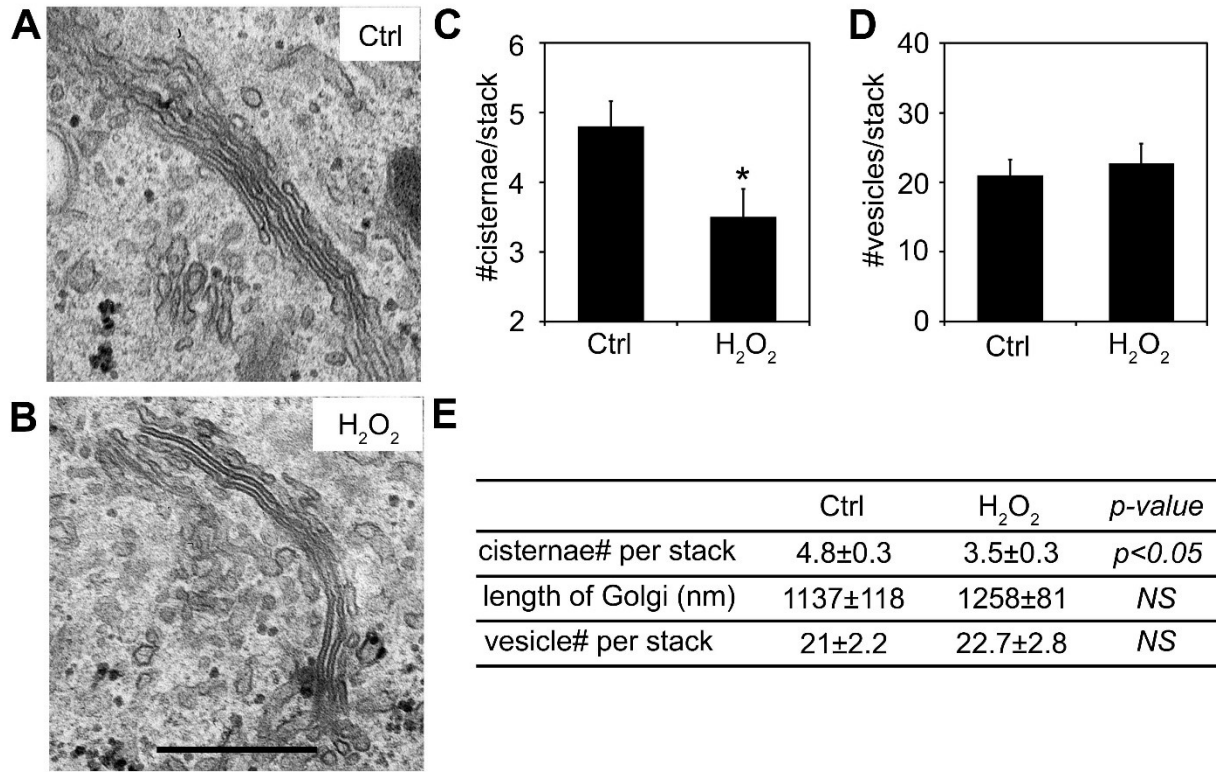 A
Ctrl
B
H₂O₂
C
#cisternae/stack
6
5
4
3
2
*
Ctrl H₂O₂
D
#vesicles/stack
40
30
20
10
0
Ctrl H₂O₂
E
Ctrl H₂O₂ p-value
cisternae# per stack 4.8±0.3 3.5±0.3 p<0.05
length of Golgi (nm) 1137±118 1258±81 NS
vesicle# per stack 21±2.2 22.7±2.8 NS